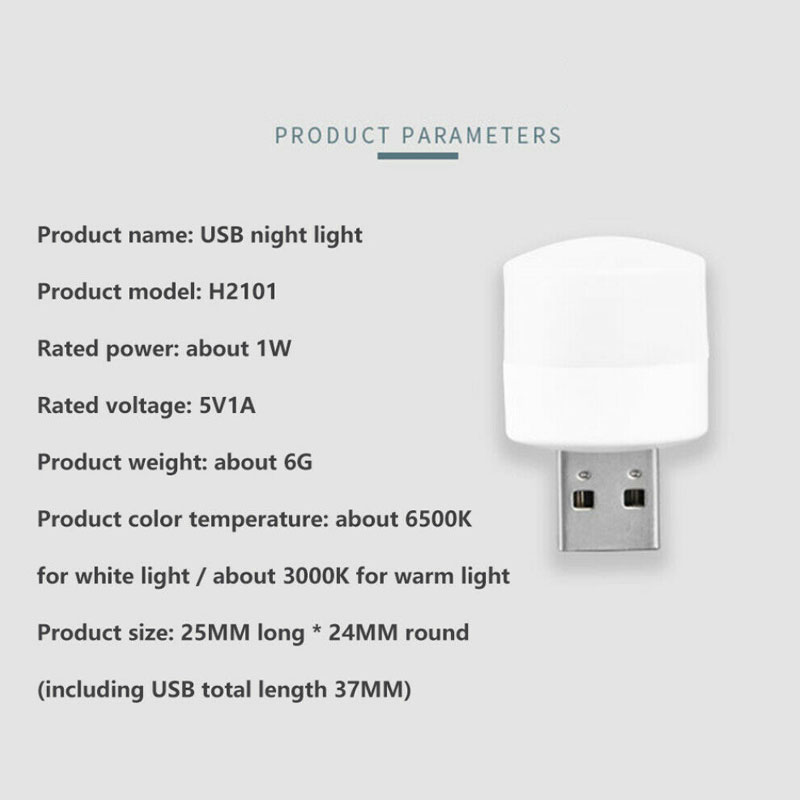 PRODUCT PARAMETERS
Product name: USB night light
Product model: H2101
Rated power: about 1W
Rated voltage: 5V1A
Product weight: about 6G
Product color temperature: about 6500K
for white light / about 3000K for warm light
Product size: 25MM long * 24MM round
(including USB total length 37MM)